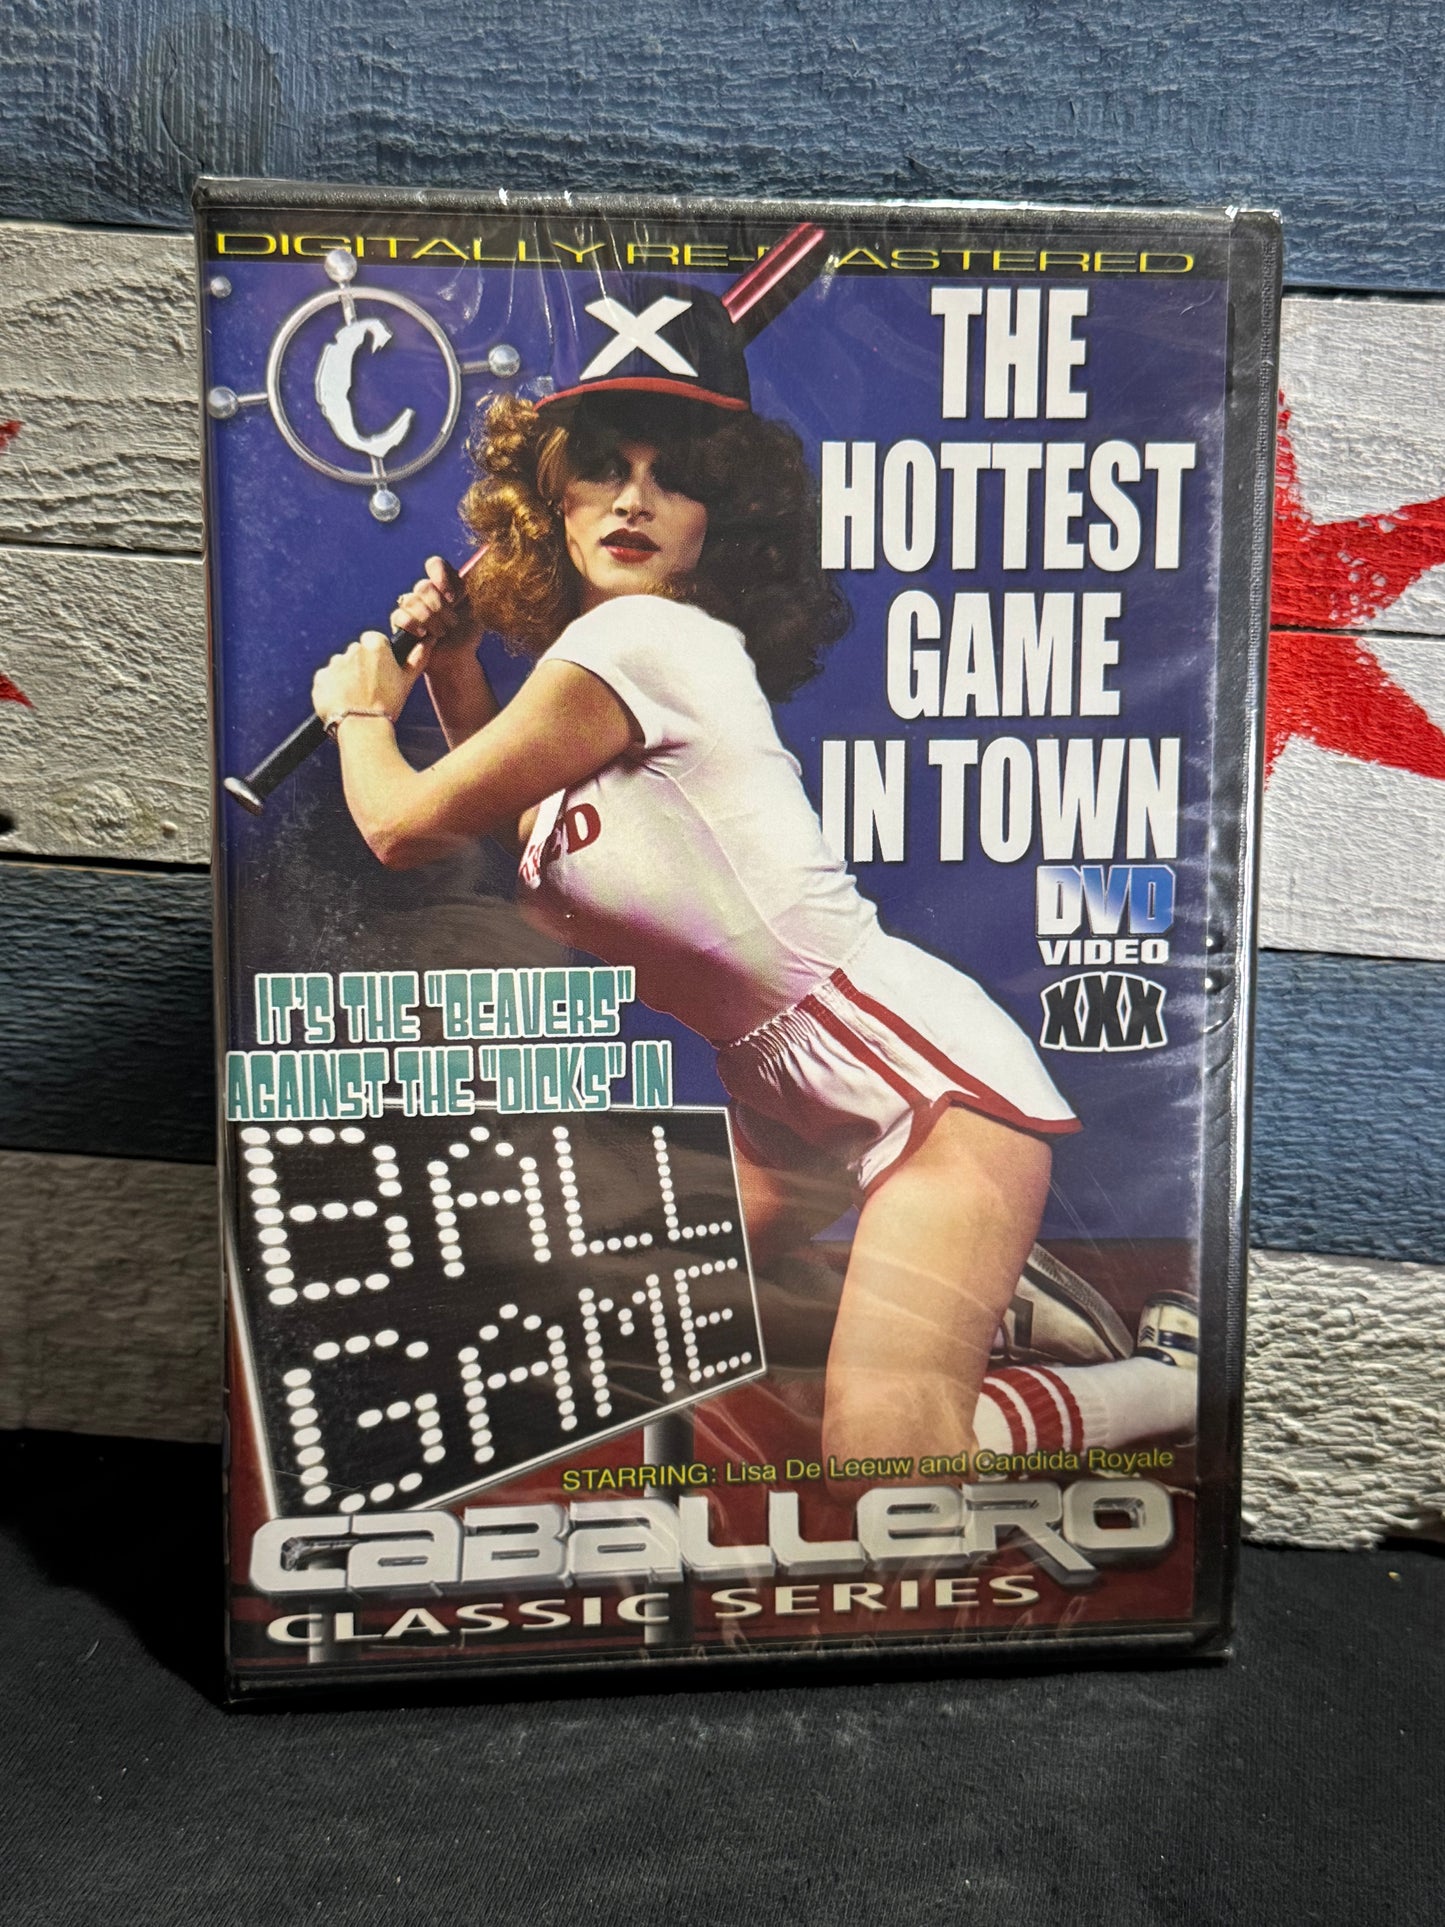 DIGITALLY RE-MASTERED
C
X
THE
HOTTEST
GAME
IN TOWN
DVD
VIDEO
XXX
IT'S THE "BEAVERS"
AGAINST THE "DICKS" IN
BALL
GAME
STARRING: Lisa De Leeuw and Candida Royale
CABALLERO
CLASSIC SERIES